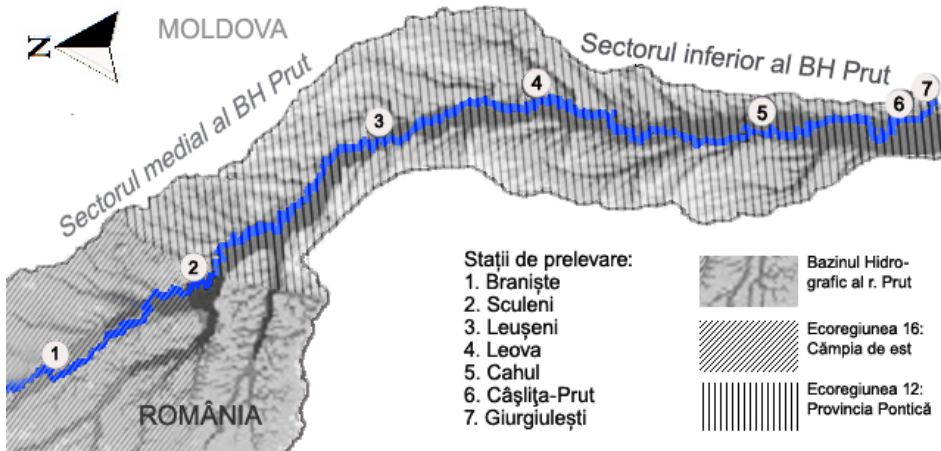 N
MOLDOVA
Sectorul medial al BH Prut
Sectorul inferior al BH Prut
1
2
3
4
5
6
7
ROMÂNIA
Stații de prelevare:
1. Braniște
2. Sculeni
3. Leușeni
4. Leova
5. Cahul
6. Câșlița-Prut
7. Giurgiulești
Bazinul Hidro-
grafic al r. Prut
Ecoregiunea 16:
Câmpia de est
Ecoregiunea 12:
Provincia Pontică